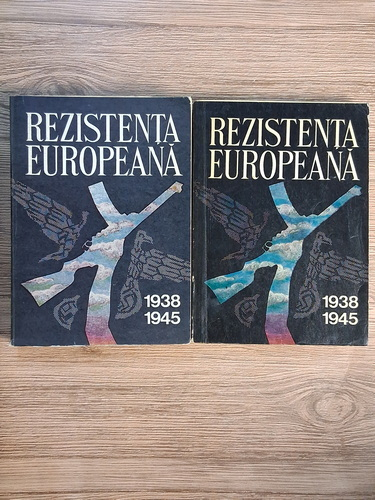 REZISTENȚA
EUROPEANĂ
1938
1945
REZISTENȚA
EUROPEANĂ
1938
1945